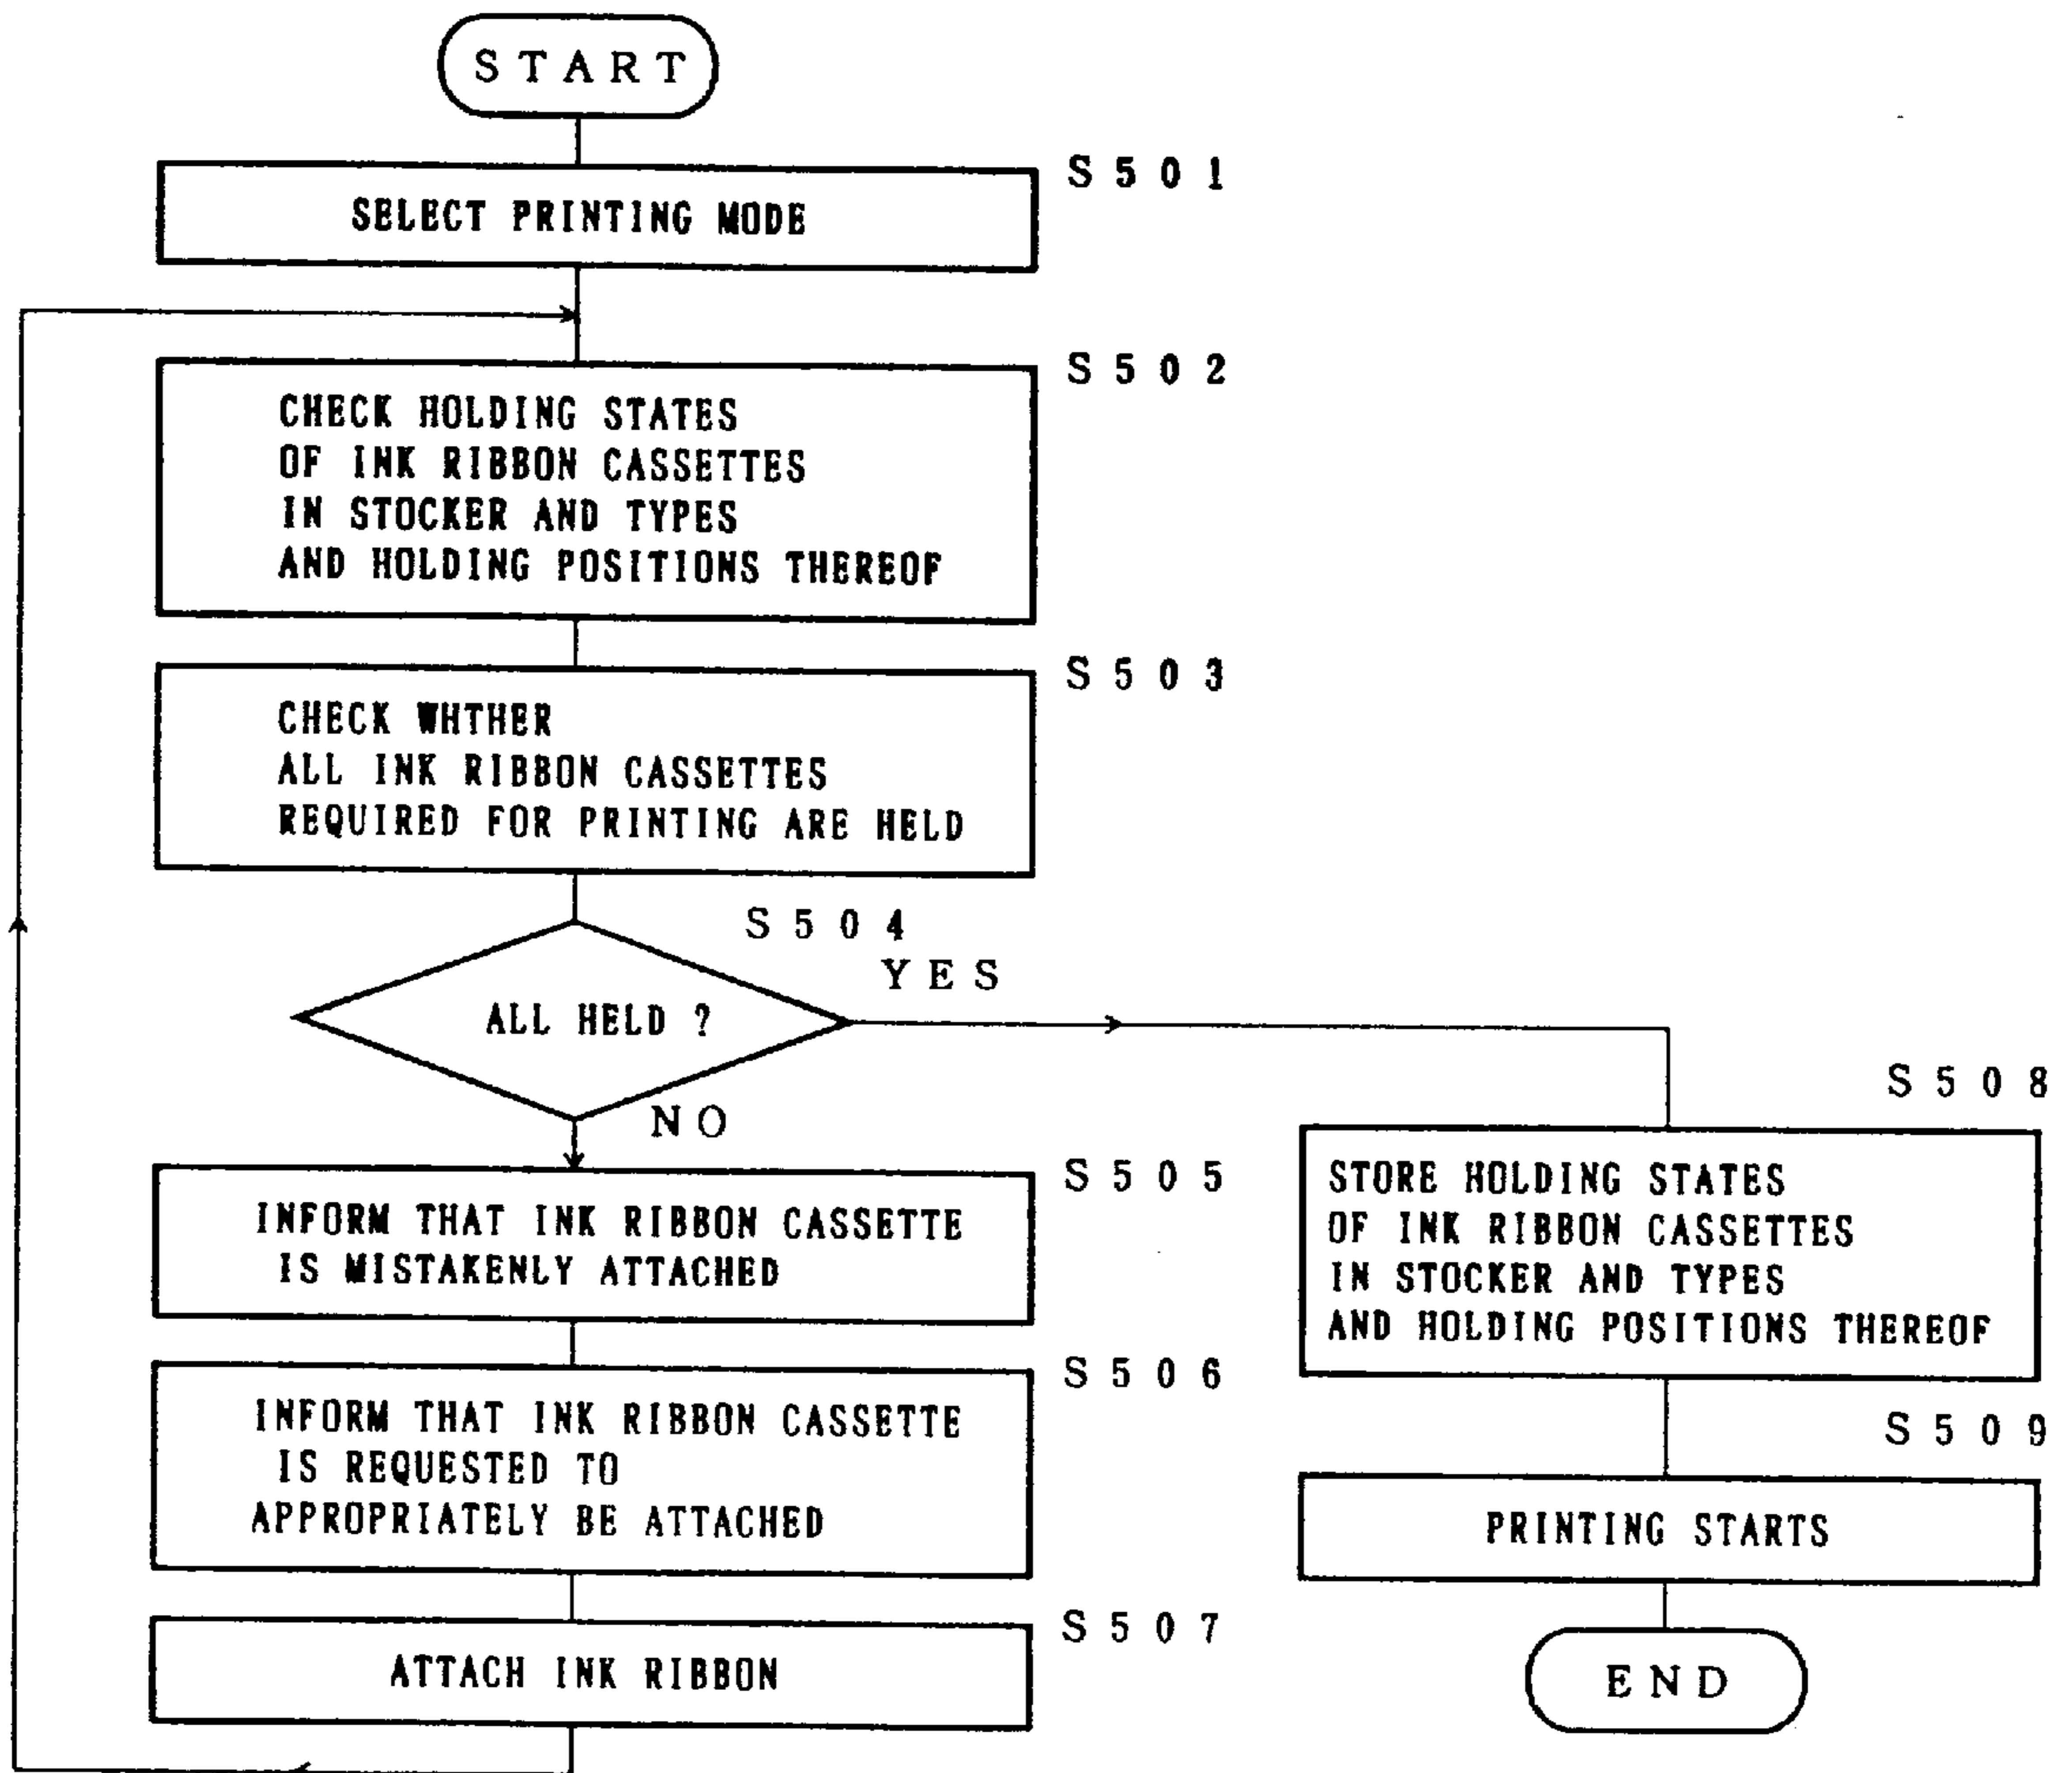 START
S501
SELECT PRINTING MODE
S502
CHECK HOLDING STATES
OF INK RIBBON CASSETTES
IN STOCKER AND TYPES
AND HOLDING POSITIONS THEREOF
S503
CHECK WHTHER
ALL INK RIBBON CASSETTES
REQUIRED FOR PRINTING ARE HELD
S504
YES
ALL HELD ?
NO
S505
INFORM THAT INK RIBBON CASSETTE
IS MISTAKENLY ATTACHED
S506
INFORM THAT INK RIBBON CASSETTE
IS REQUESTED TO
APPROPRIATELY BE ATTACHED
S507
ATTACH INK RIBBON
S508
STORE HOLDING STATES
OF INK RIBBON CASSETTES
IN STOCKER AND TYPES
AND HOLDING POSITIONS THEREOF
S509
PRINTING STARTS
END